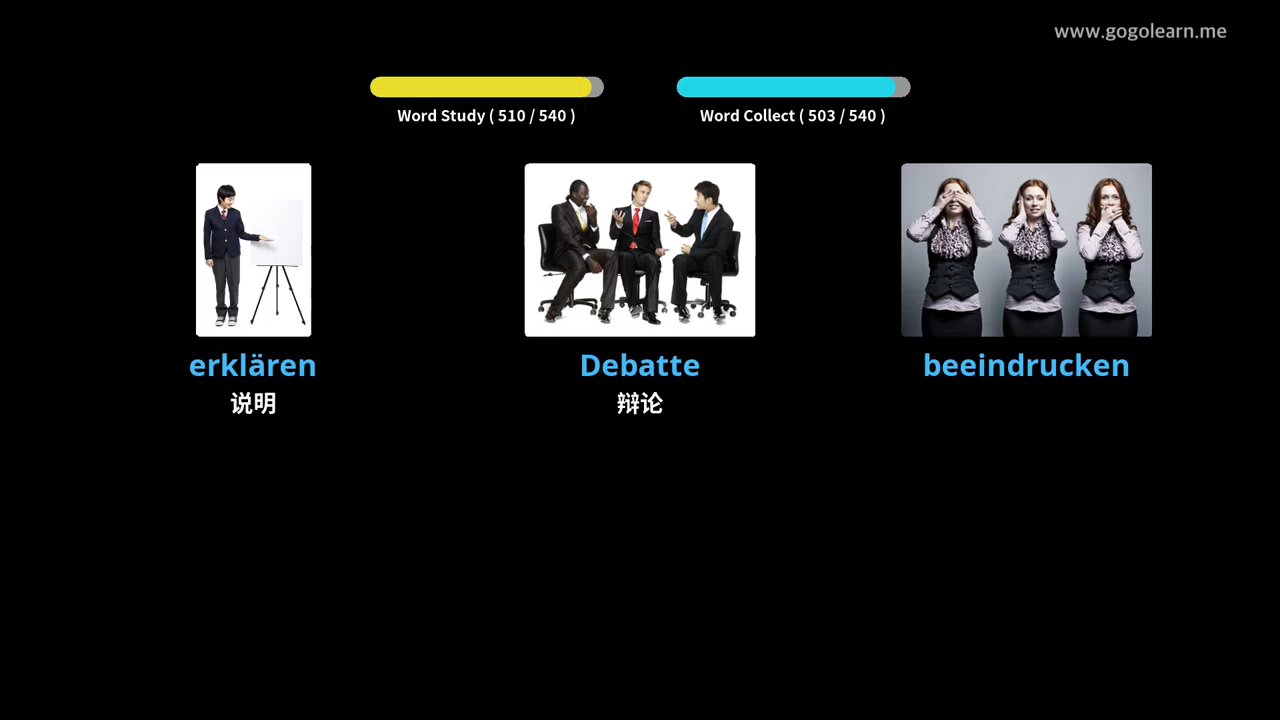 www.gogolearn.me
Word Study ( 510 / 540 )
Word Collect ( 503 / 540 )
erklären
Debatte
beeindrucken
说明
辩论